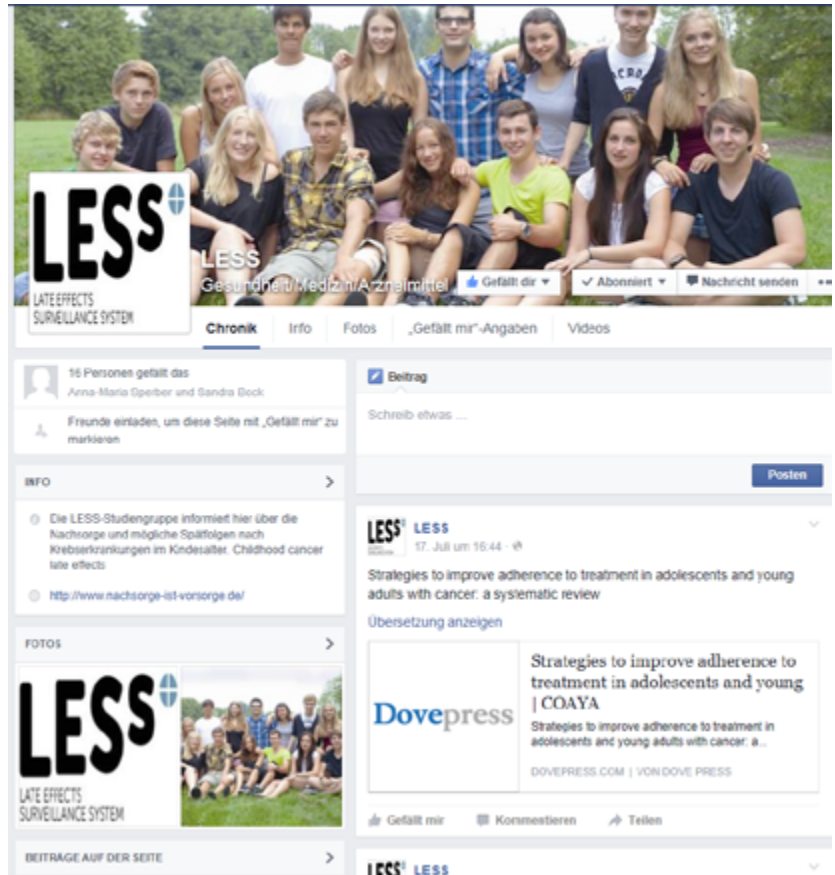 LESS
LATE EFFECTS
SURVEILLANCE SYSTEM
LESS
Gesundheit/Medizin/Arzneimittel
Gefällt dir
Abonniert
Nachricht senden
Chronik
Info
Fotos
„Gefällt mir“-Angaben
Videos
16 Personen gefällt das
Anna-Maria Sperber und Sandra Bock
Freunde einladen, um diese Seite mit „Gefällt mir“ zu
markieren
INFO
Die LESS-Studiengruppe informiert hier über die
Nachsorge und mögliche Spätfolgen nach
Krebserkrankungen im Kindesalter. Childhood cancer
late effects
http://www.nachsorge-ist-vorsorge.de/
FOTOS
LESS
LATE EFFECTS
SURVEILLANCE SYSTEM
BEITRÄGE AUF DER SEITE
Beitrag
Schreib etwas ...
Posten
LESS
LESS
17. Juli um 16:44
Strategies to improve adherence to treatment in adolescents and young
adults with cancer: a systematic review
Übersetzung anzeigen
Dovepress
Strategies to improve adherence to
treatment in adolescents and young
| COAYA
Strategies to improve adherence to treatment in
adolescents and young adults with cancer: a...
DOVEPRESS.COM | VON DOVE PRESS
Gefällt mir
Kommentieren
Teilen
LESS
LESS